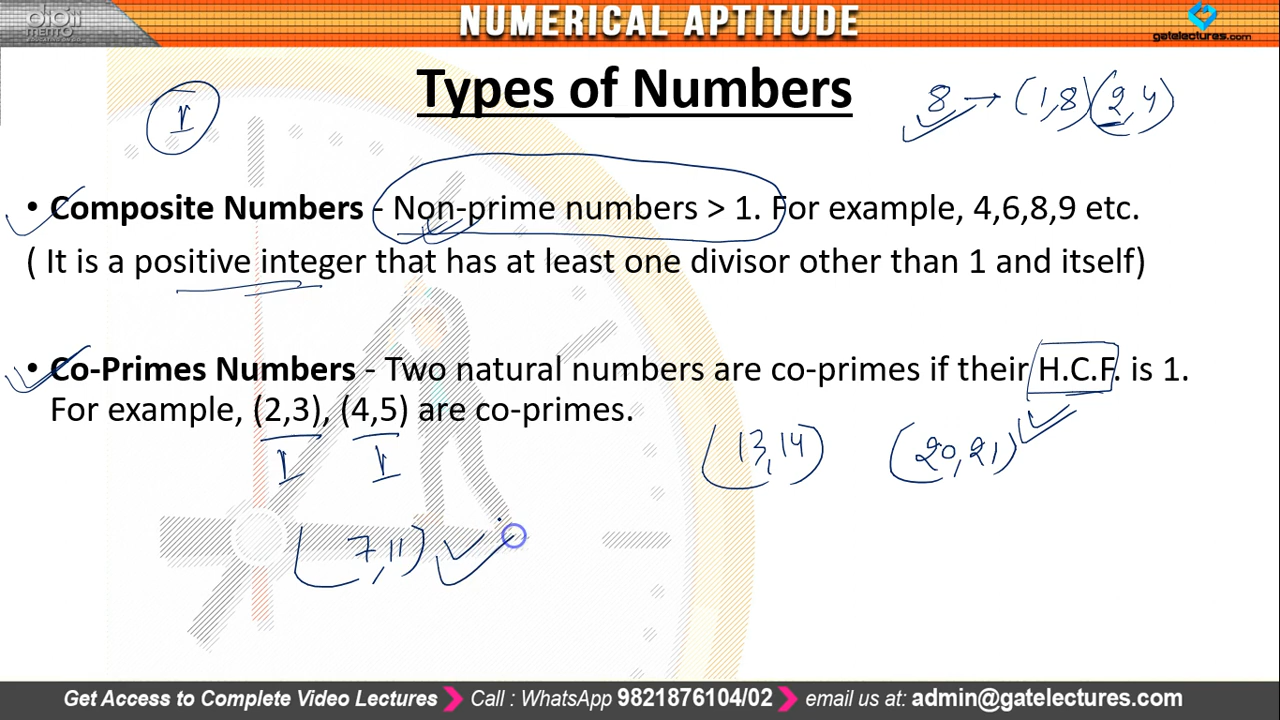 NUMERICAL APTITUDE
gatelectures.com
Types of Numbers
I
8 → (1,8) (2,4)
• Composite Numbers - Non-prime numbers > 1. For example, 4,6,8,9 etc.
( It is a positive integer that has at least one divisor other than 1 and itself)
• Co-Primes Numbers - Two natural numbers are co-primes if their H.C.F. is 1.
For example, (2,3), (4,5) are co-primes.
I I
(13,14) (20,21)
(7,11)
Get Access to Complete Video Lectures Call : WhatsApp 9821876104/02 email us at: admin@gatelectures.com